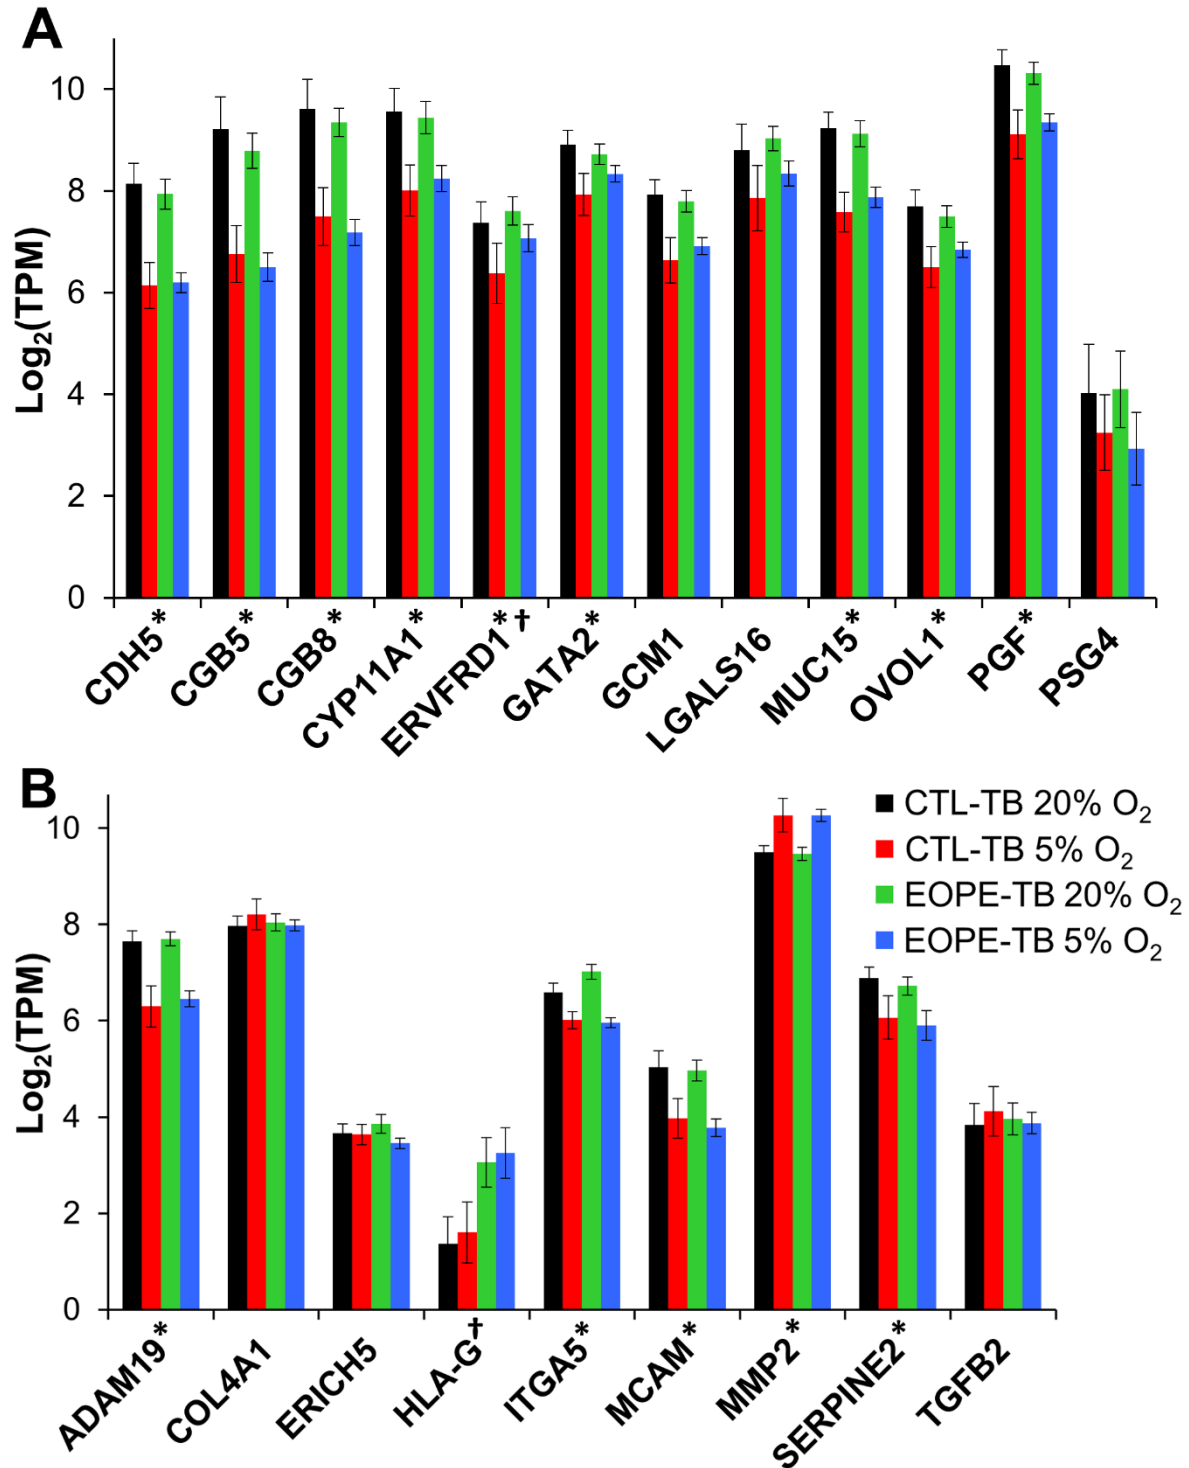 A
Log₂(TPM)
10
8
6
4
2
0
CDH5*
CGB5*
CGB8*
CYP11A1*
ERVFRD1*†
GATA2*
GCM1
LGALS16
MUC15*
OVOL1*
PGF*
PSG4
B
CTL-TB 20% O₂
CTL-TB 5% O₂
EOPE-TB 20% O₂
EOPE-TB 5% O₂
Log₂(TPM)
10
8
6
4
2
0
ADAM19*
COL4A1
ERICH5
HLA-G†
ITGA5*
MCAM*
MMP2*
SERPINE2*
TGFB2